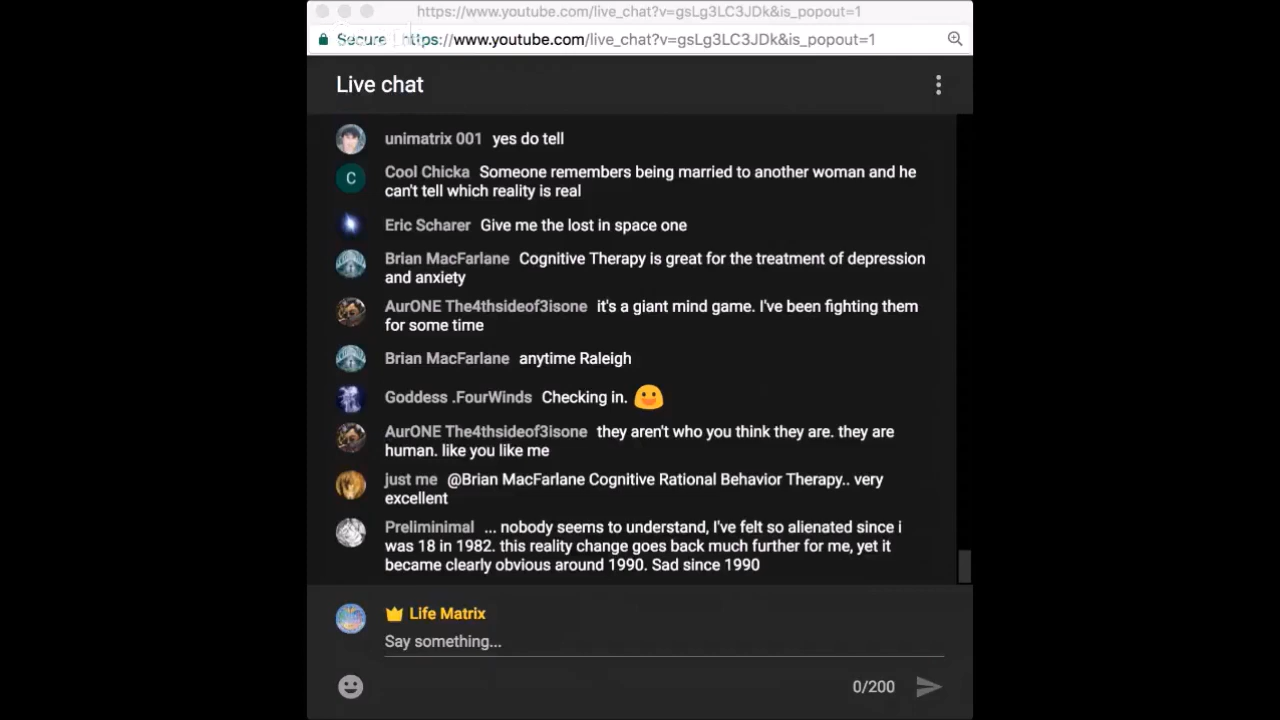 https://www.youtube.com/live_chat?v=gsLg3LC3JDk&is_popout=1
Secure https://www.youtube.com/live_chat?v=gsLg3LC3JDk&is_popout=1
Live chat
unimatrix 001 yes do tell
Cool Chicka Someone remembers being married to another woman and he
C
can't tell which reality is real
Eric Scharer Give me the lost in space one
Brian MacFarlane Cognitive Therapy is great for the treatment of depression
and anxiety
AurONE The4thsideof3isone it's a giant mind game. I've been fighting them
for some time
Brian MacFarlane anytime Raleigh
Goddess .FourWinds Checking in.
AurONE The4thsideof3isone they aren't who you think they are. they are
human. like you like me
just me @Brian MacFarlane Cognitive Rational Behavior Therapy.. very
excellent
Preliminimal ... nobody seems to understand, I've felt so alienated since i
was 18 in 1982. this reality change goes back much further for me, yet it
became clearly obvious around 1990. Sad since 1990
Life Matrix
Say something...
0/200